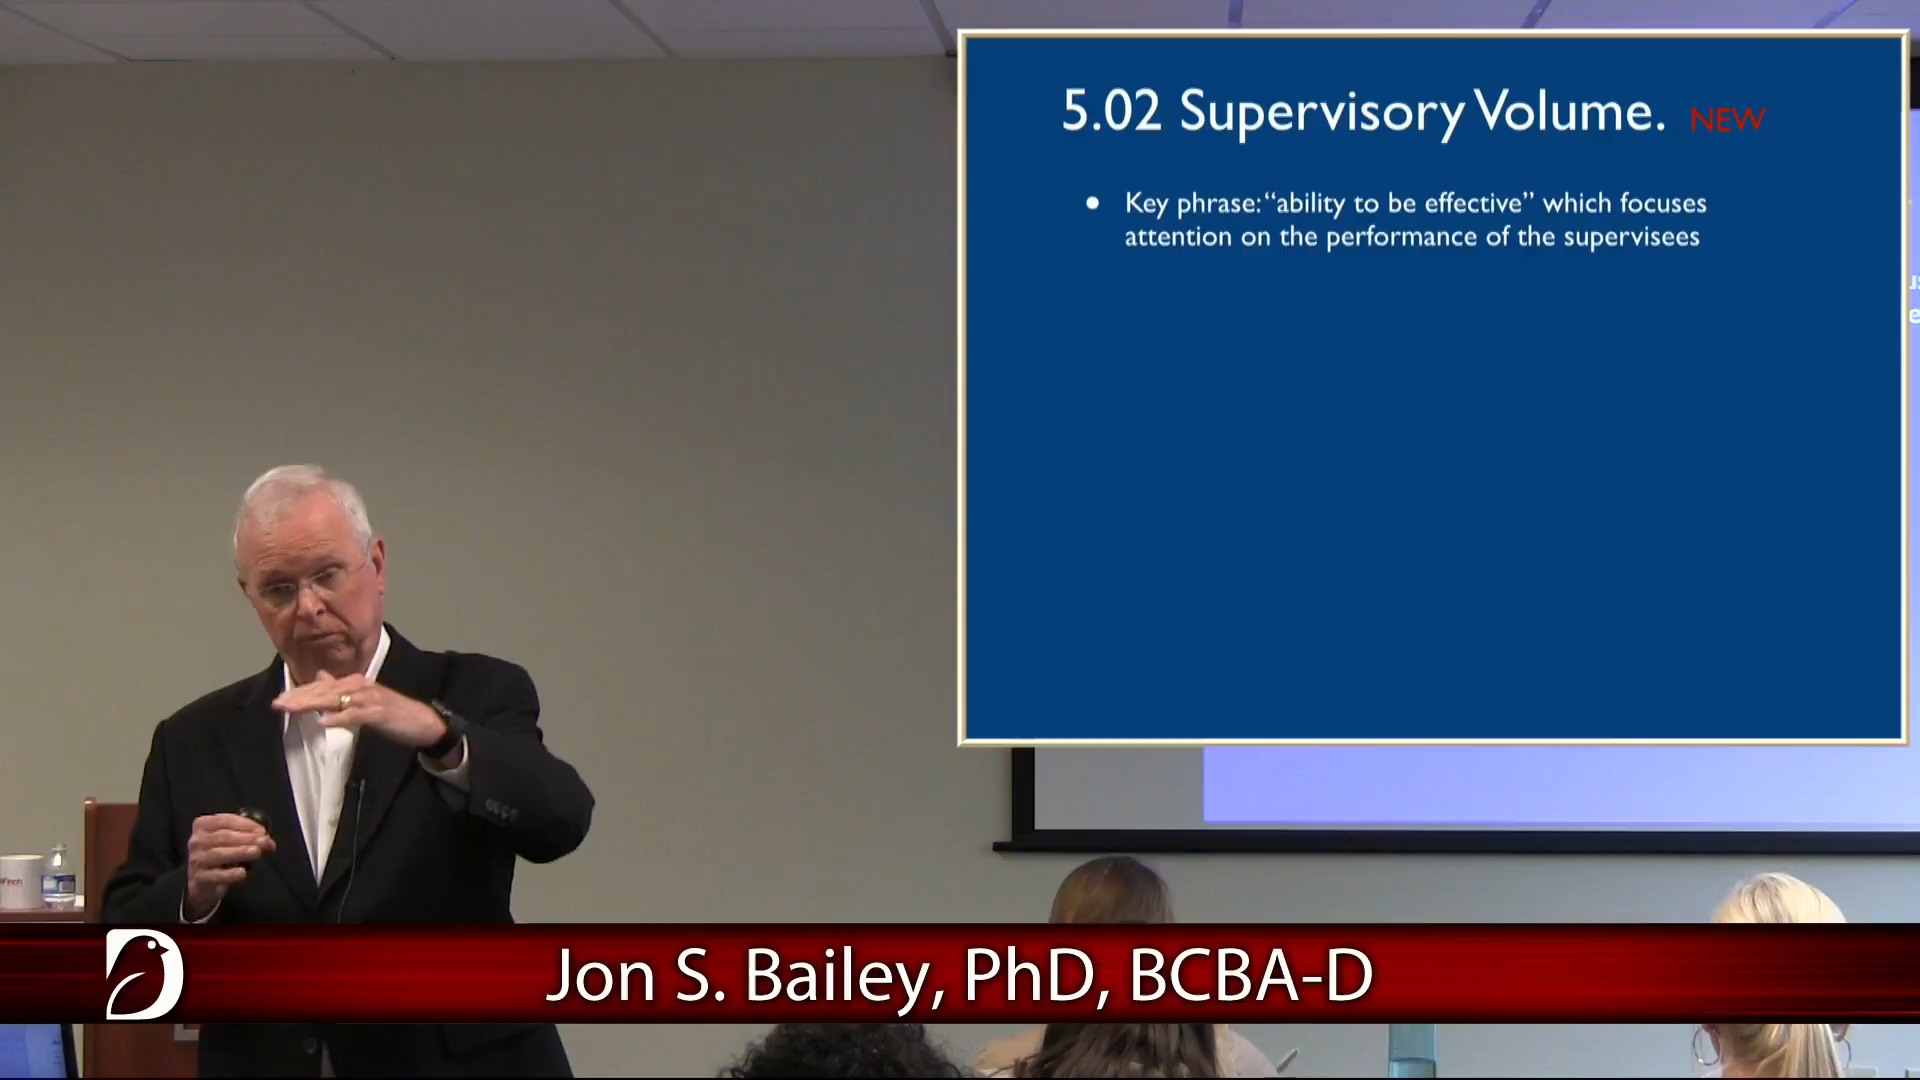 5.02 Supervisory Volume. NEW
• Key phrase: “ability to be effective” which focuses
attention on the performance of the supervisees
Jon S. Bailey, PhD, BCBA-D